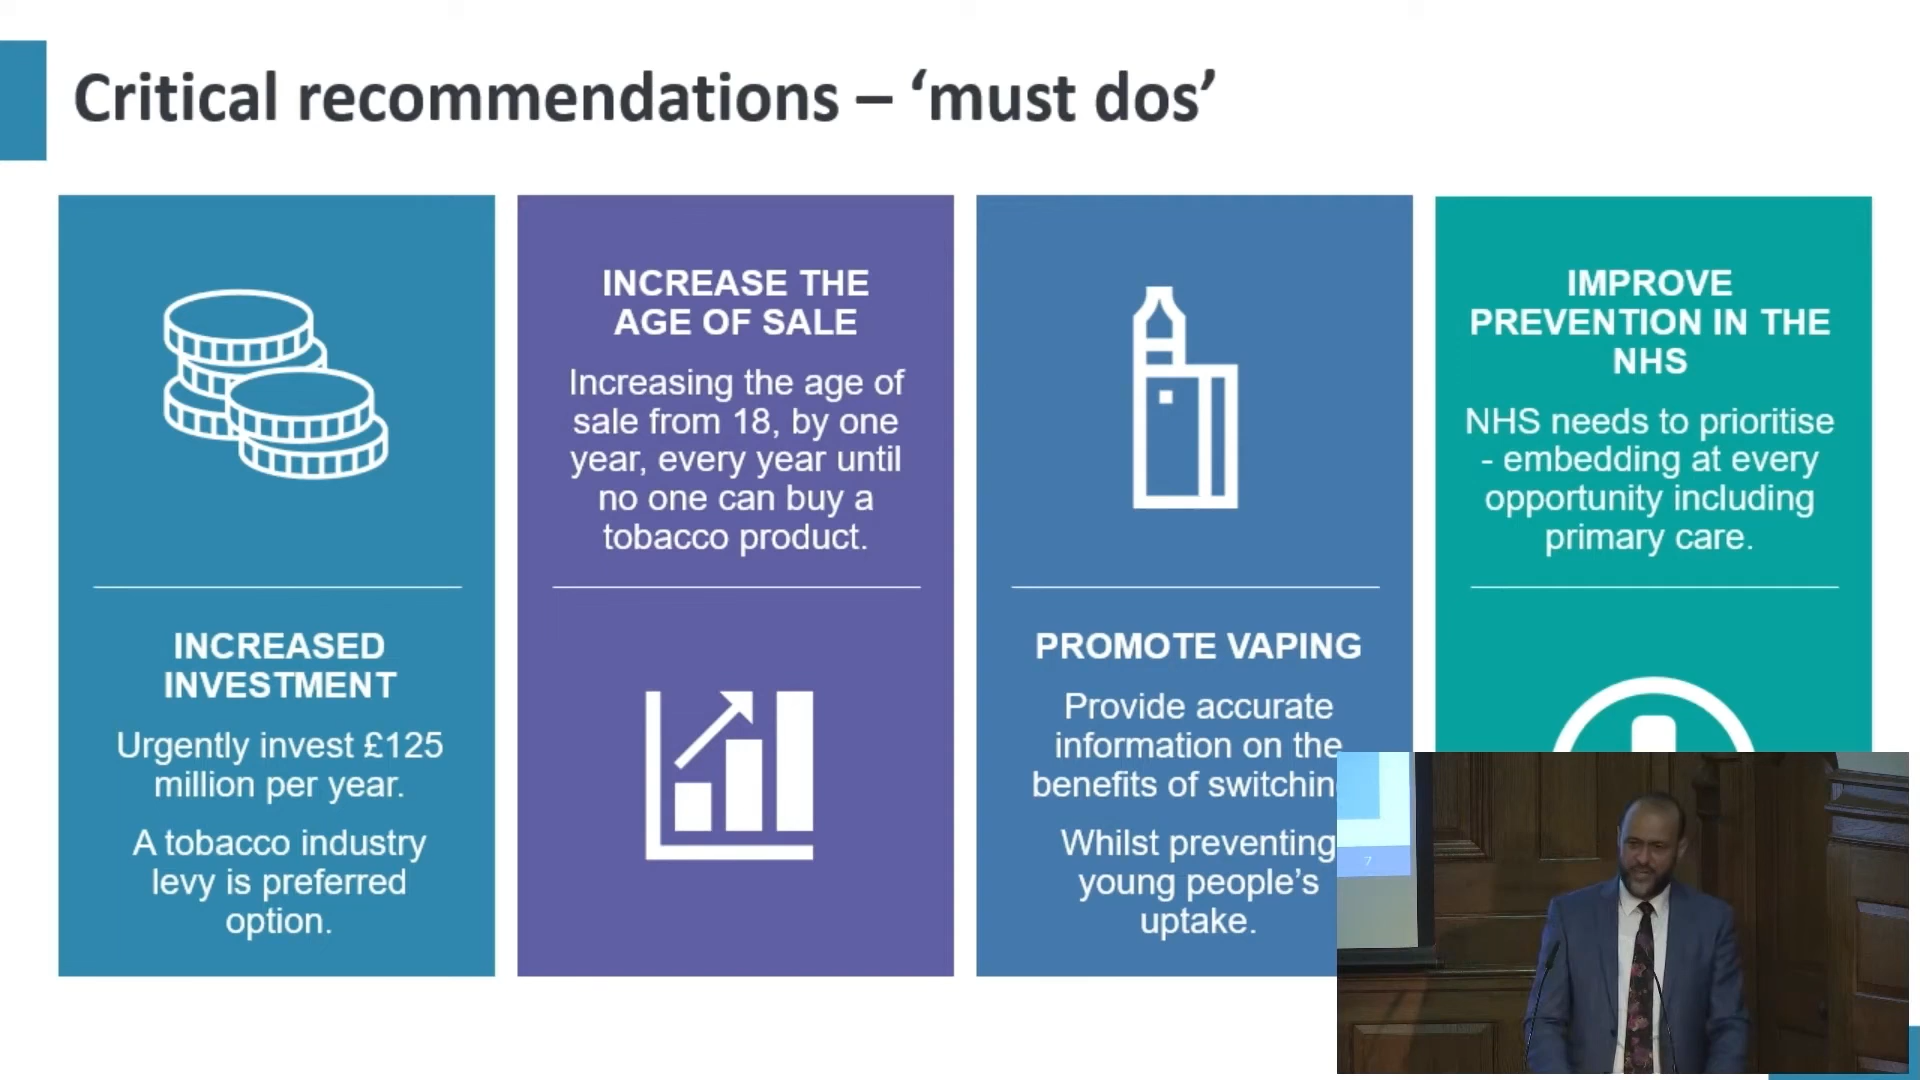 Critical recommendations – ‘must dos’
INCREASED
INVESTMENT
Urgently invest £125
million per year.
A tobacco industry
levy is preferred
option.
INCREASE THE
AGE OF SALE
Increasing the age of
sale from 18, by one
year, every year until
no one can buy a
tobacco product.
PROMOTE VAPING
Provide accurate
information on the
benefits of switchin
Whilst preventing
young people’s
uptake.
IMPROVE
PREVENTION IN THE
NHS
NHS needs to prioritise
- embedding at every
opportunity including
primary care.
7